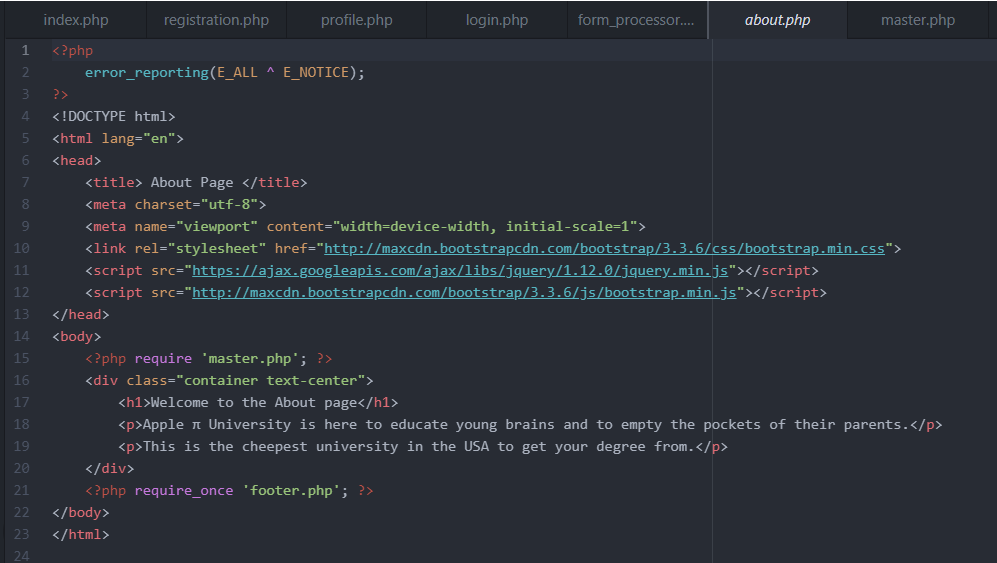 index.php registration.php profile.php login.php form_processor.... about.php master.php
1 <?php
2 error_reporting(E_ALL ^ E_NOTICE);
3 ?>
4 <!DOCTYPE html>
5 <html lang="en">
6 <head>
7 <title> About Page </title>
8 <meta charset="utf-8">
9 <meta name="viewport" content="width=device-width, initial-scale=1">
10 <link rel="stylesheet" href="http://maxcdn.bootstrapcdn.com/bootstrap/3.3.6/css/bootstrap.min.css">
11 <script src="https://ajax.googleapis.com/ajax/libs/jquery/1.12.0/jquery.min.js"></script>
12 <script src="http://maxcdn.bootstrapcdn.com/bootstrap/3.3.6/js/bootstrap.min.js"></script>
13 </head>
14 <body>
15 <?php require 'master.php'; ?>
16 <div class="container text-center">
17 <h1>Welcome to the About page</h1>
18 <p>Apple π University is here to educate young brains and to empty the pockets of their parents.</p>
19 <p>This is the cheepest university in the USA to get your degree from.</p>
20 </div>
21 <?php require_once 'footer.php'; ?>
22 </body>
23 </html>
24